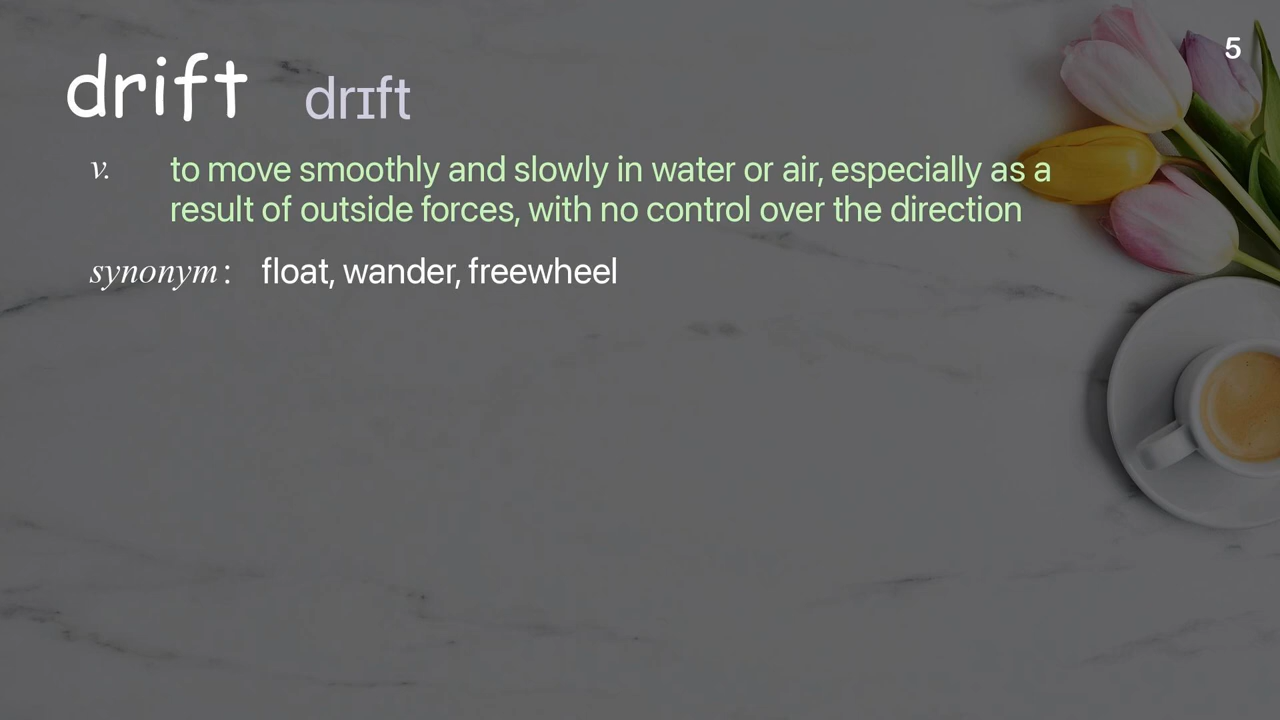 5
drift drɪft
v. to move smoothly and slowly in water or air, especially as a
result of outside forces, with no control over the direction
synonym: float, wander, freewheel